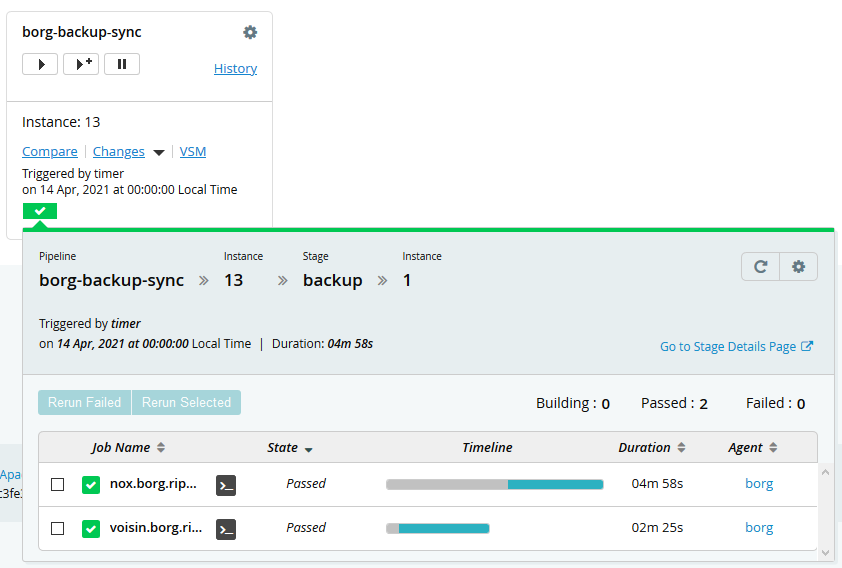 borg-backup-sync
History
Instance: 13
Compare Changes VSM
Triggered by timer
on 14 Apr, 2021 at 00:00:00 Local Time
Pipeline Instance Stage Instance
borg-backup-sync » 13 » backup » 1
Triggered by timer
on 14 Apr, 2021 at 00:00:00 Local Time | Duration: 04m 58s
Go to Stage Details Page
Rerun Failed Rerun Selected Building : 0 Passed : 2 Failed : 0
Job Name State Timeline Duration Agent
Apa
nox.borg.rip... >_ Passed 04m 58s borg
c3fe
voisin.borg.ri... >_ Passed 02m 25s borg